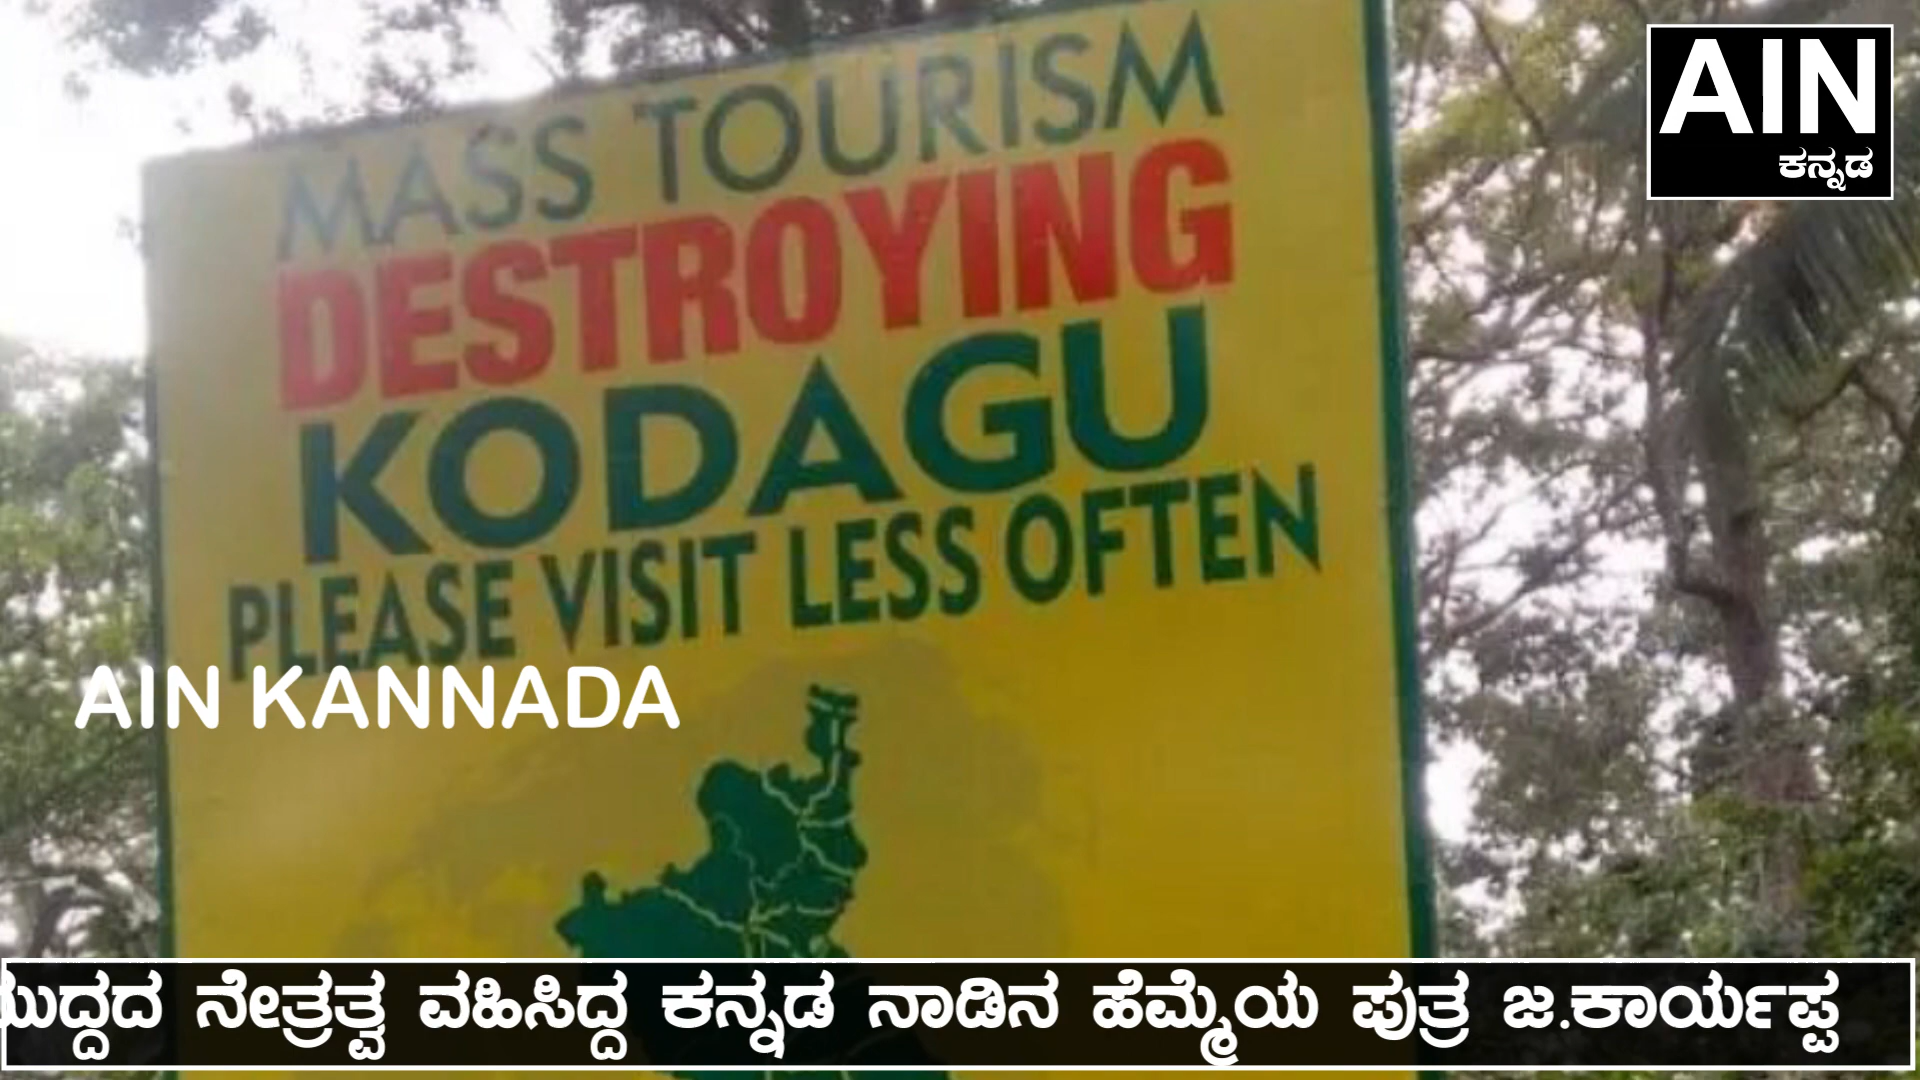 MASS TOURISM
DESTROYING
KODAGU
PLEASE VISIT LESS OFTEN
AIN
ಕನ್ನಡ
AIN KANNADA
ನೇತ್ರತ್ವ ವಹಿಸಿದ್ದ ಕನ್ನಡ ನಾಡಿನ ಹೆಮ್ಮೆಯ ಪುತ್ರ ಜ.ಕಾರ್ಯಪ್ಪ